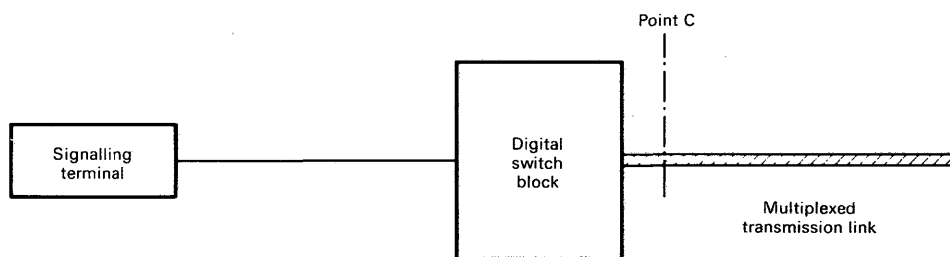 Point C
Signalling
terminal
Digital
switch
block
Multiplexed
transmission link